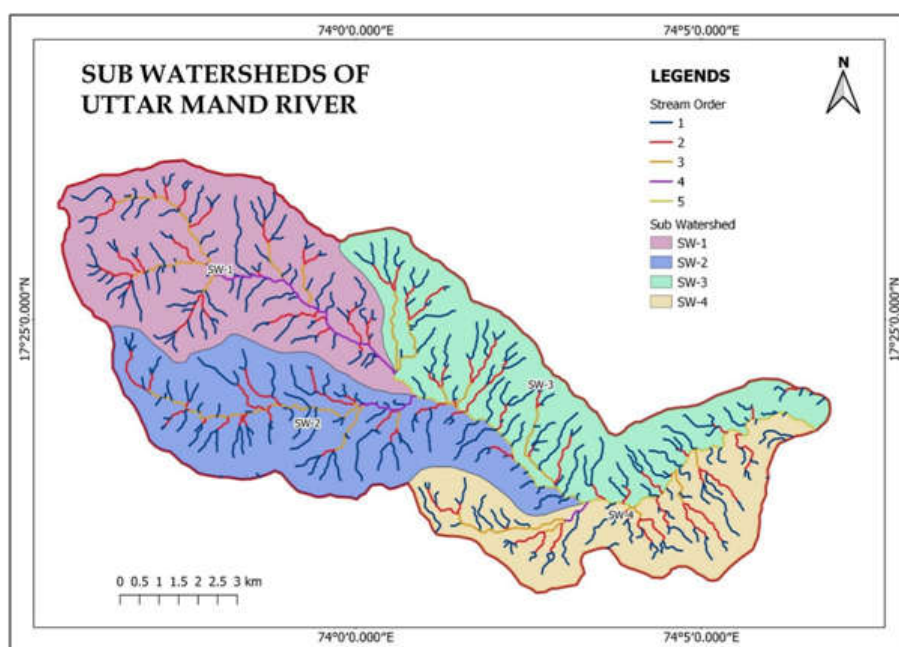 74°0′0.000″E 74°5′0.000″E
SUB WATERSHEDS OF
UTTAR MAND RIVER
LEGENDS
Stream Order
1
2
3
4
5
Sub Watershed
SW-1
SW-2
SW-3
SW-4
N
17°25′0.000″N
17°25′0.000″N
SW-1
SW-3
SW-2
SW-4
0 0.5 1 1.5 2 2.5 3 km
74°0′0.000″E 74°5′0.000″E